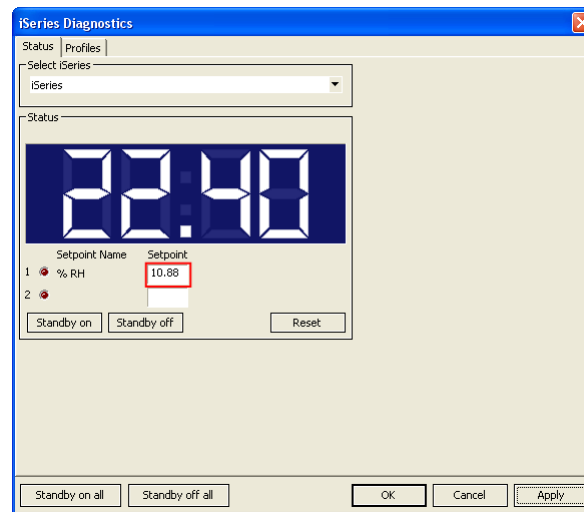 iSeries Diagnostics
Status Profiles
Select iSeries
iSeries
Status
22.40
Setpoint Name Setpoint
1 % RH 10.88
2
Standby on Standby off Reset
Standby on all Standby off all OK Cancel Apply